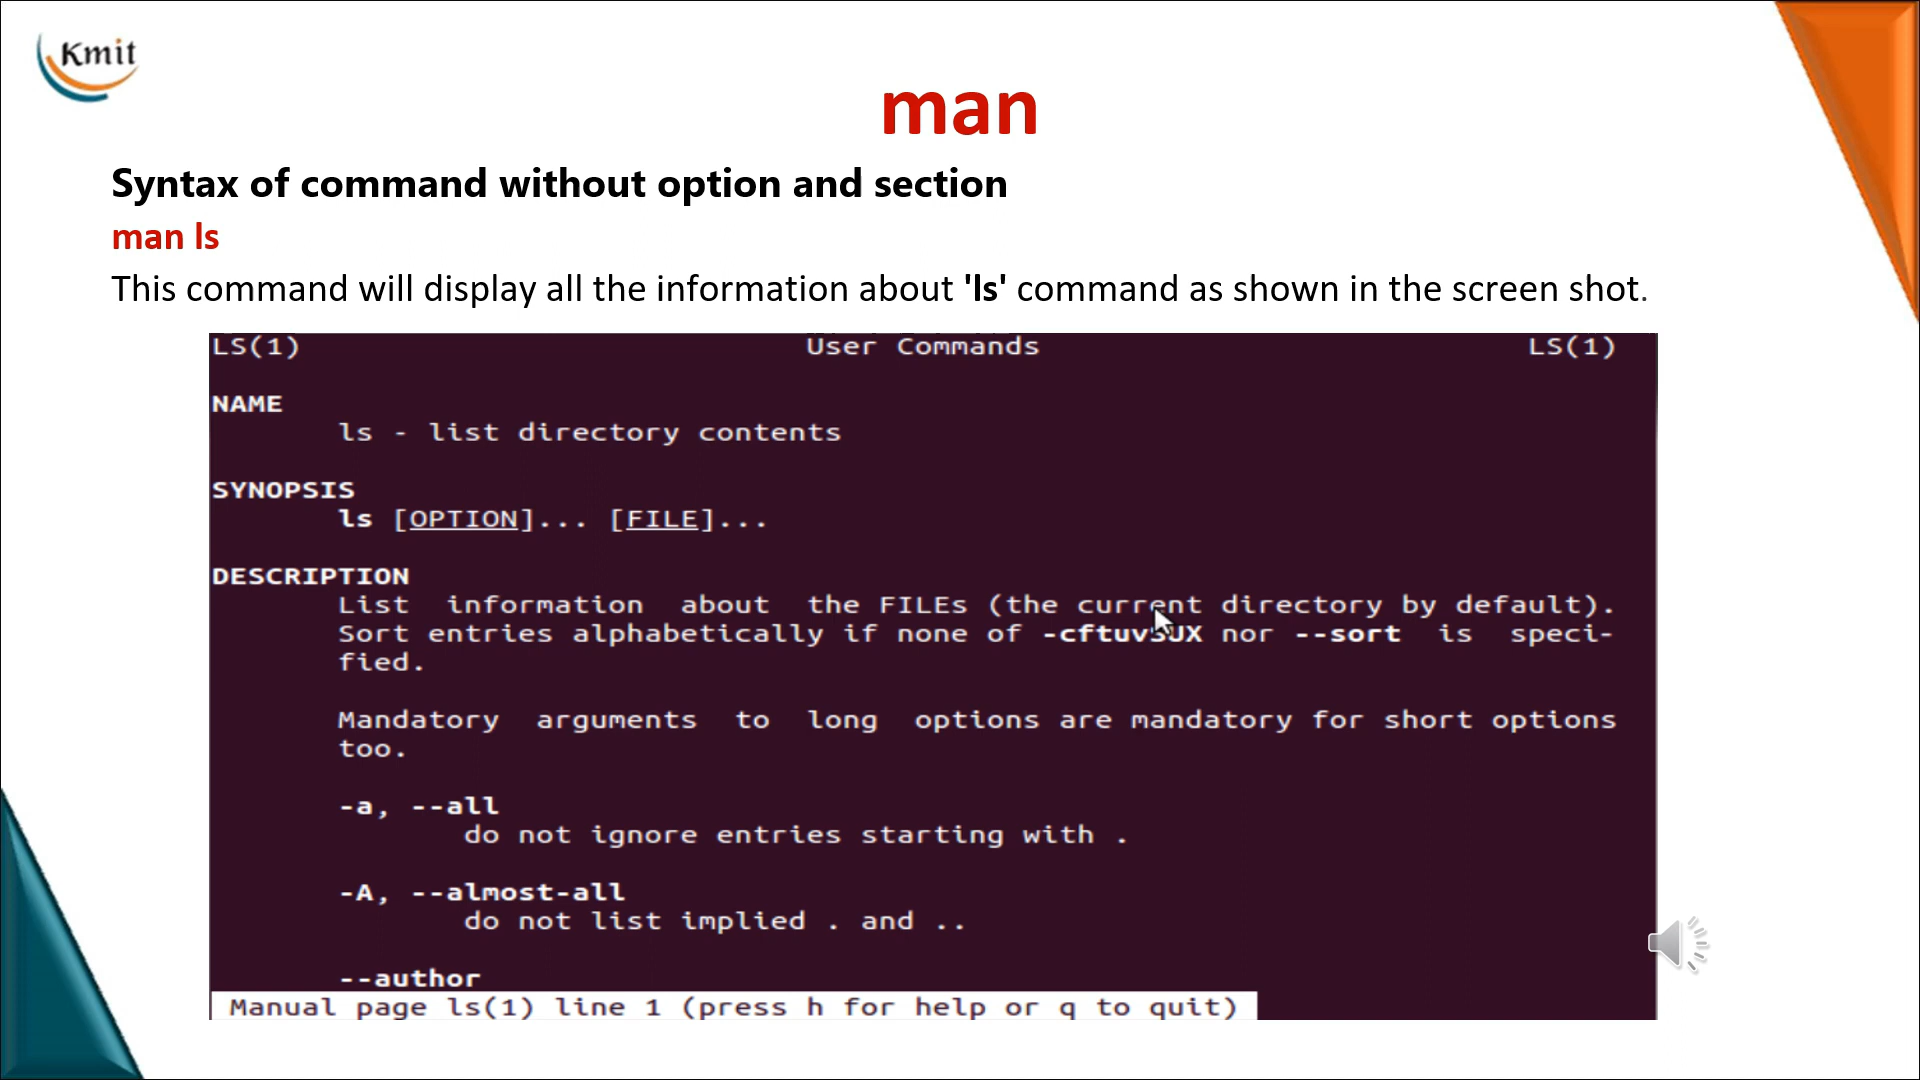 Kmit
man
Syntax of command without option and section
man ls
This command will display all the information about 'ls' command as shown in the screen shot.
LS(1) User Commands LS(1)
NAME
ls - list directory contents
SYNOPSIS
ls [OPTION]... [FILE]...
DESCRIPTION
List information about the FILEs (the current directory by default).
Sort entries alphabetically if none of -cftuvSUX nor --sort is speci-
fied.
Mandatory arguments to long options are mandatory for short options
too.
-a, --all
do not ignore entries starting with .
-A, --almost-all
do not list implied . and ..
--author
Manual page ls(1) line 1 (press h for help or q to quit)